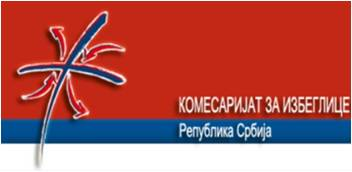 КОМЕСАРИЈАТ ЗА ИЗБЕГЛИЦЕ
Република Србија